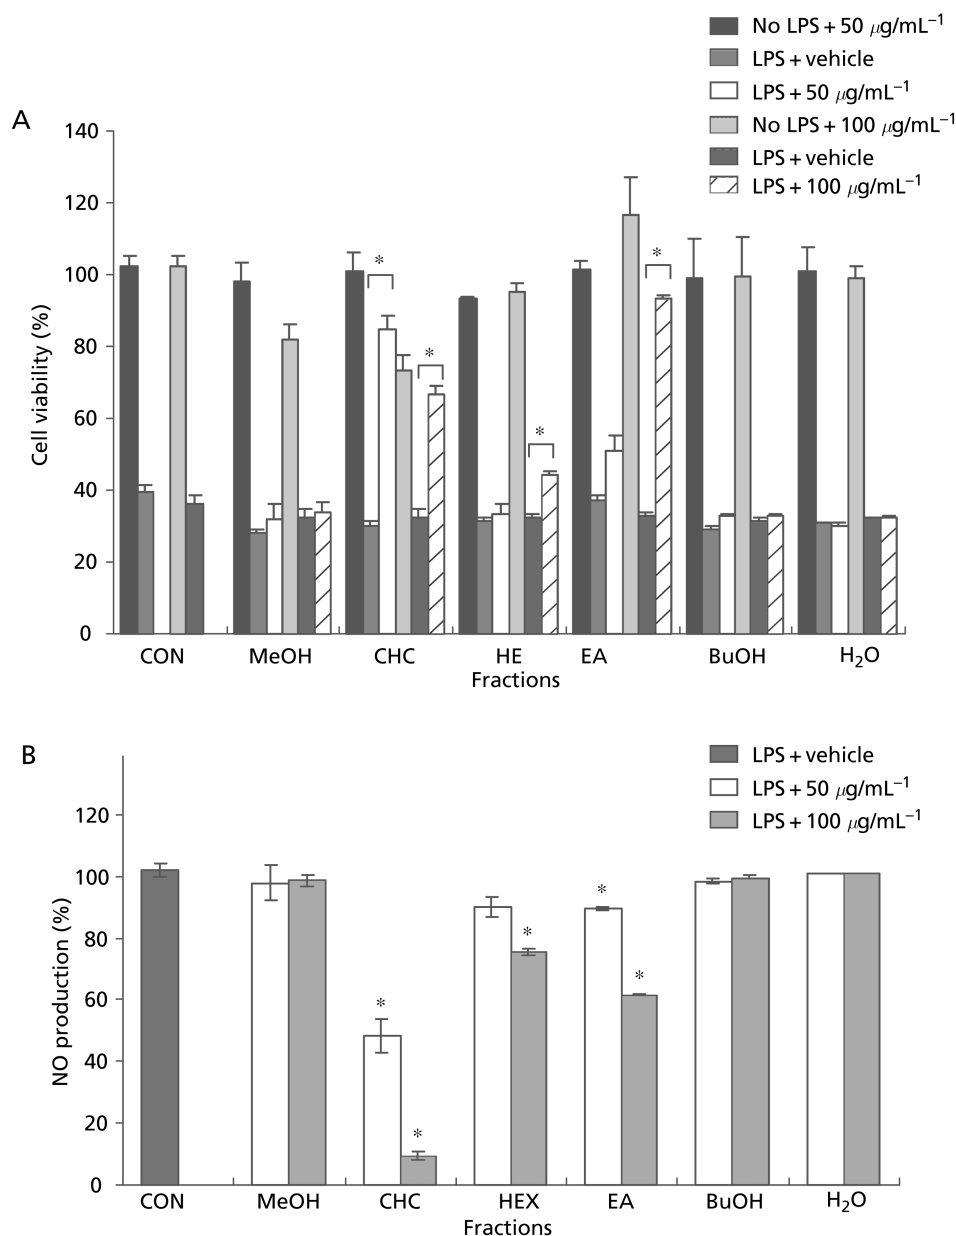 No LPS + 50 μg/mL⁻¹
LPS + vehicle
LPS + 50 μg/mL⁻¹
No LPS + 100 μg/mL⁻¹
LPS + vehicle
LPS + 100 μg/mL⁻¹
A
140
120
100
80
60
40
20
0
Cell viability (%)
* * * *
CON MeOH CHC HE EA BuOH H₂O
Fractions
B
LPS + vehicle
LPS + 50 μg/mL⁻¹
LPS + 100 μg/mL⁻¹
120
100
80
60
40
20
0
NO production (%)
* * * * *
CON MeOH CHC HEX EA BuOH H₂O
Fractions